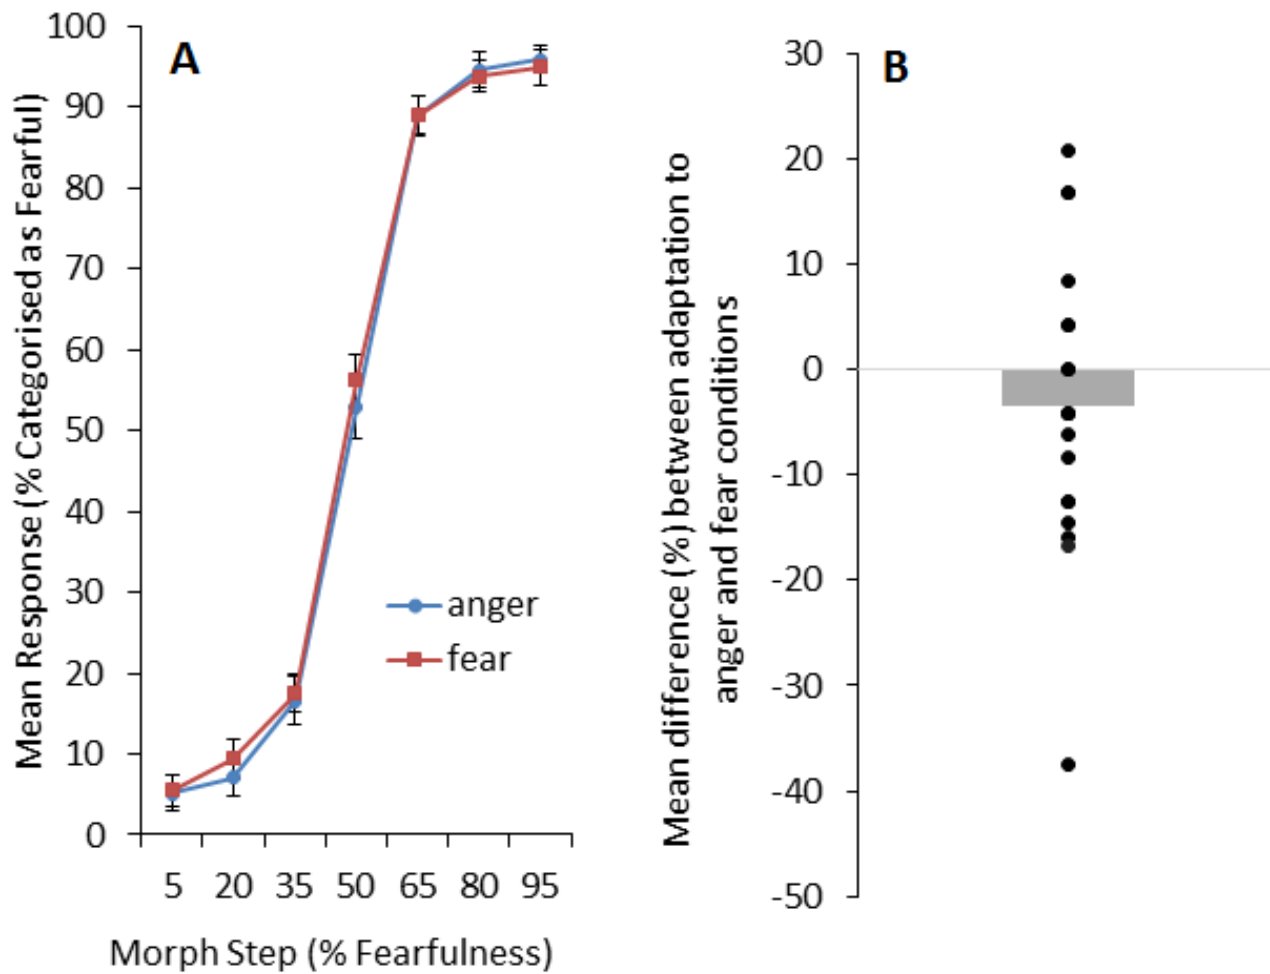 A
Mean Response (% Categorised as Fearful)
100
90
80
70
60
50
40
30
20
10
0
anger
fear
5 20 35 50 65 80 95
Morph Step (% Fearfulness)
B
Mean difference (%) between adaptation to
anger and fear conditions
30
20
10
0
-10
-20
-30
-40
-50